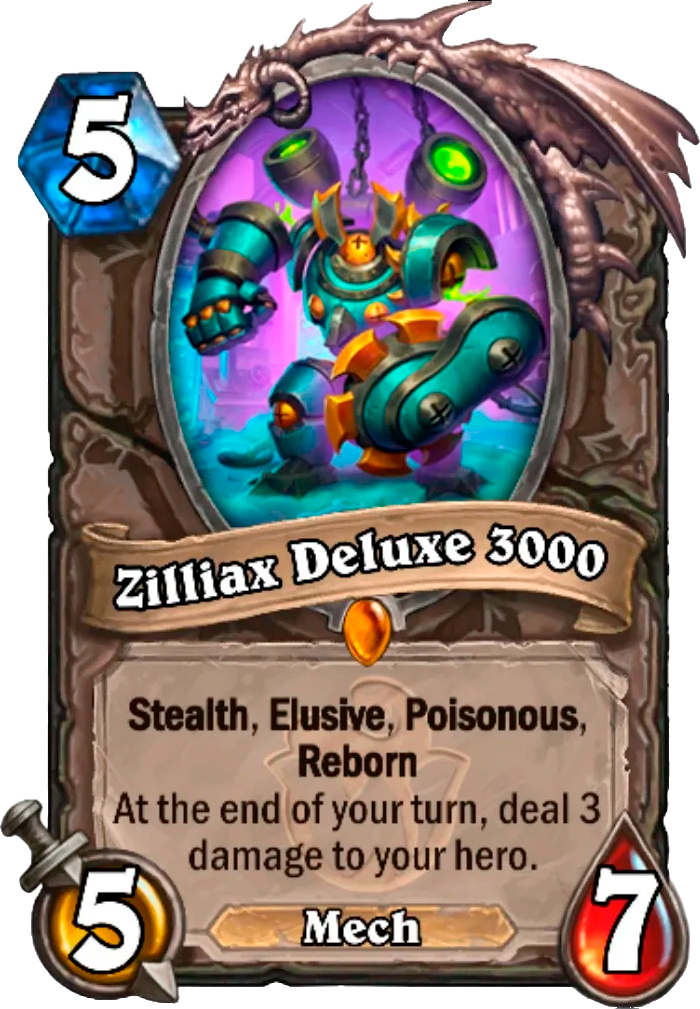 5
Zilliax Deluxe 3000
Stealth, Elusive, Poisonous,
Reborn
At the end of your turn, deal 3
damage to your hero.
5
Mech
7